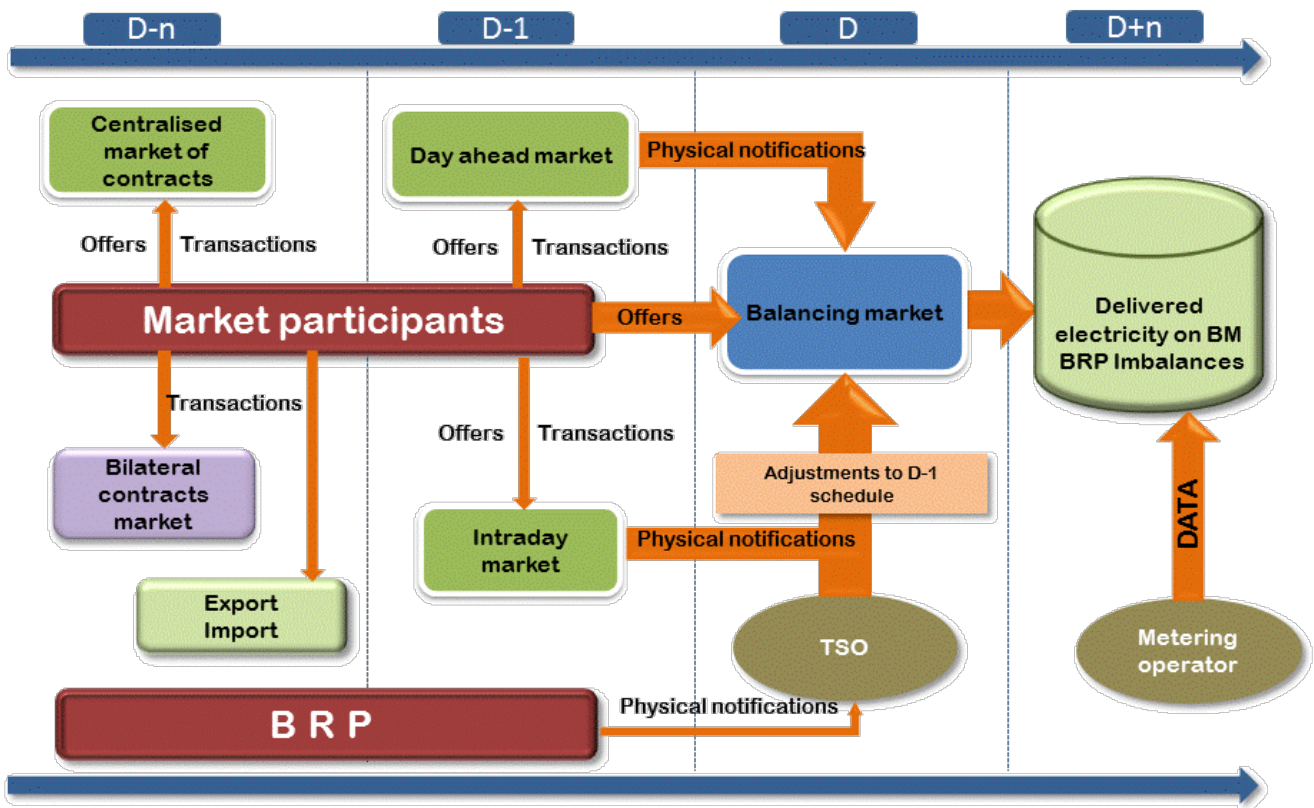 D-n
D-1
D
D+n
Centralised
market of
contracts
Day ahead market
Physical notifications
Offers
Transactions
Offers
Transactions
Market participants
Offers
Balancing market
Delivered
electricity on BM
BRP Imbalances
Transactions
Offers
Transactions
Bilateral
contracts
market
Adjustments to D-1
schedule
Intraday
market
Physical notifications
DATA
Export
Import
TSO
Metering
operator
B R P
Physical notifications